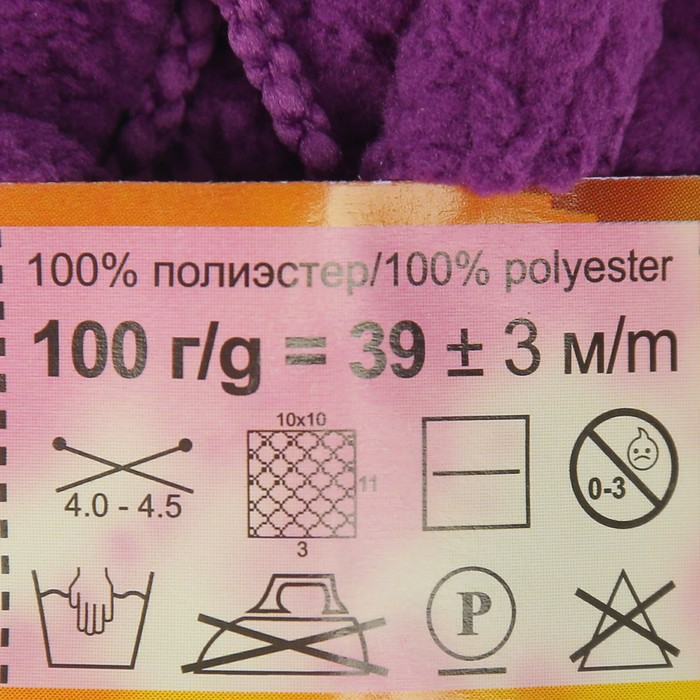 100% полиэстер/100% polyester
100 г/g = 39 ± 3 м/m
10x10
11
0-3
4.0 - 4.5
3
P